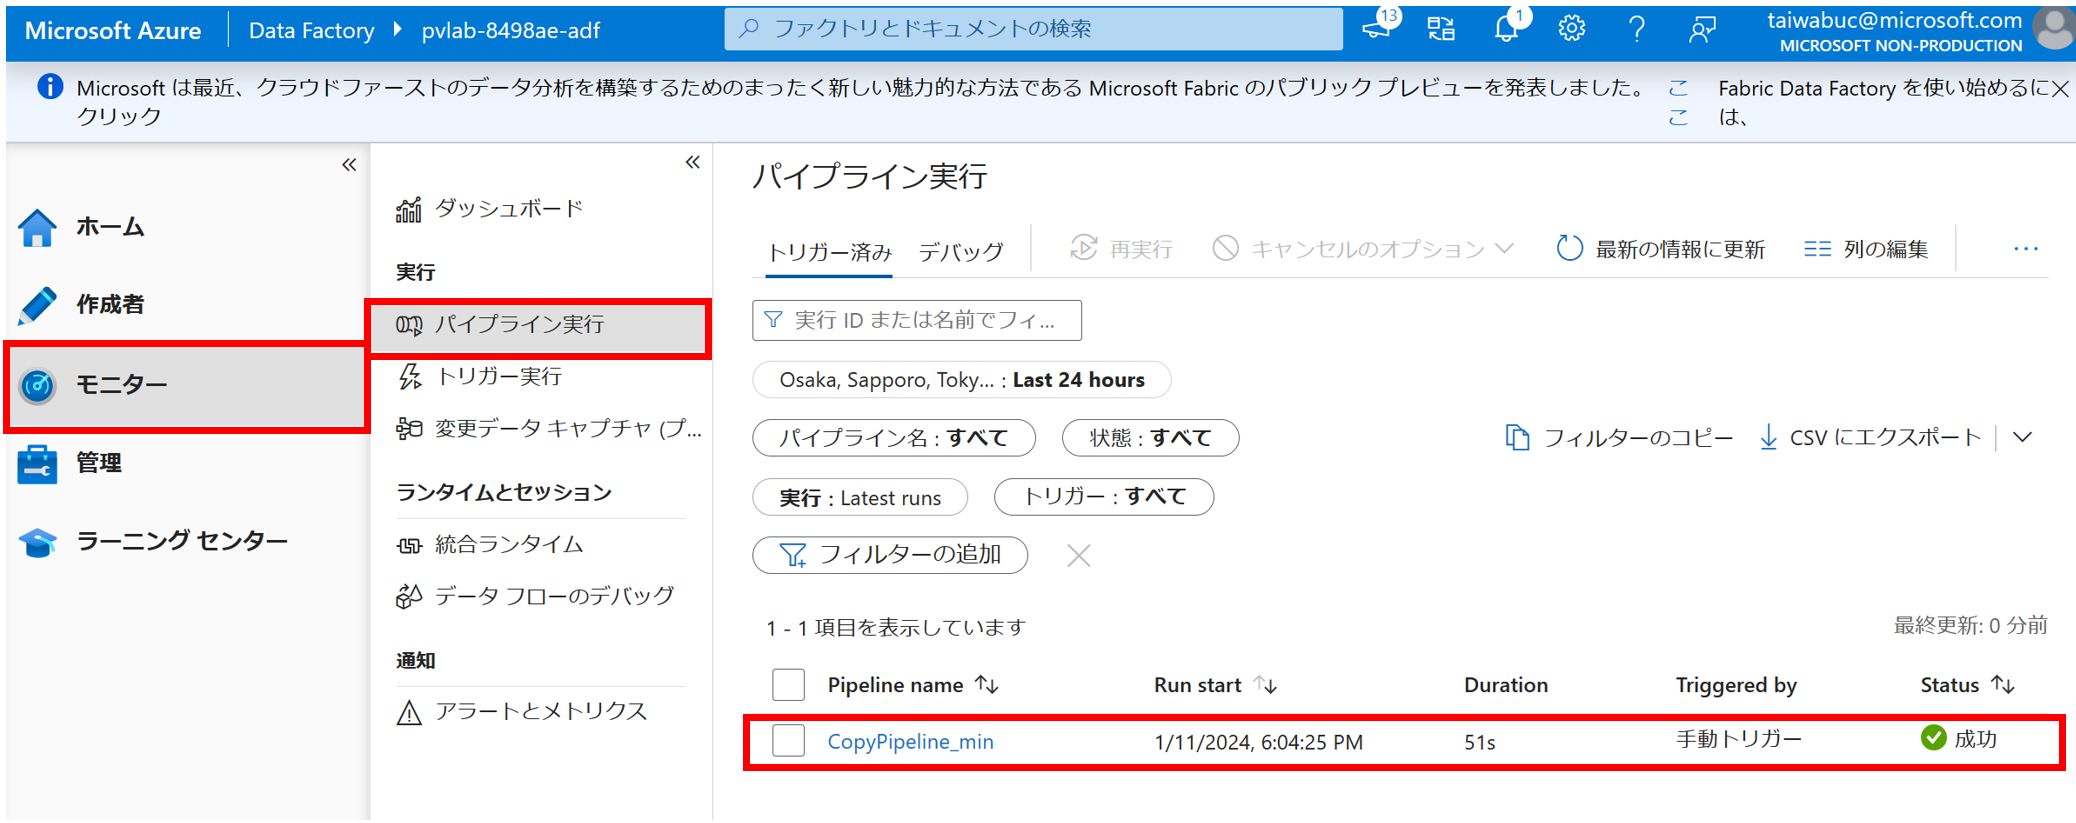 Microsoft Azure
Data Factory
pvlab-8498ae-adf
ファクトリとドキュメントの検索
13
1
taiwabuc@microsoft.com
MICROSOFT NON-PRODUCTION
Microsoft は最近、クラウドファーストのデータ分析を構築するためのまったく新しい魅力的な方法である Microsoft Fabric のパブリック プレビューを発表しました。
クリック
こ
こ
Fabric Data Factory を使い始めるに
は、
ホーム
作成者
モニター
管理
ラーニング センター
ダッシュボード
実行
パイプライン実行
トリガー実行
変更データ キャプチャ (プ...
ランタイムとセッション
統合ランタイム
データ フローのデバッグ
通知
アラートとメトリクス
パイプライン実行
トリガー済み デバッグ 再実行 キャンセルのオプション 最新の情報に更新 列の編集 ...
実行 ID または名前でフィ...
Osaka, Sapporo, Toky... : Last 24 hours
パイプライン名 : すべて 状態 : すべて フィルターのコピー CSV にエクスポート
実行 : Latest runs トリガー : すべて
フィルターの追加
1 - 1 項目を表示しています 最終更新: 0 分前
Pipeline name Run start Duration Triggered by Status
CopyPipeline_min 1/11/2024, 6:04:25 PM 51s 手動トリガー 成功